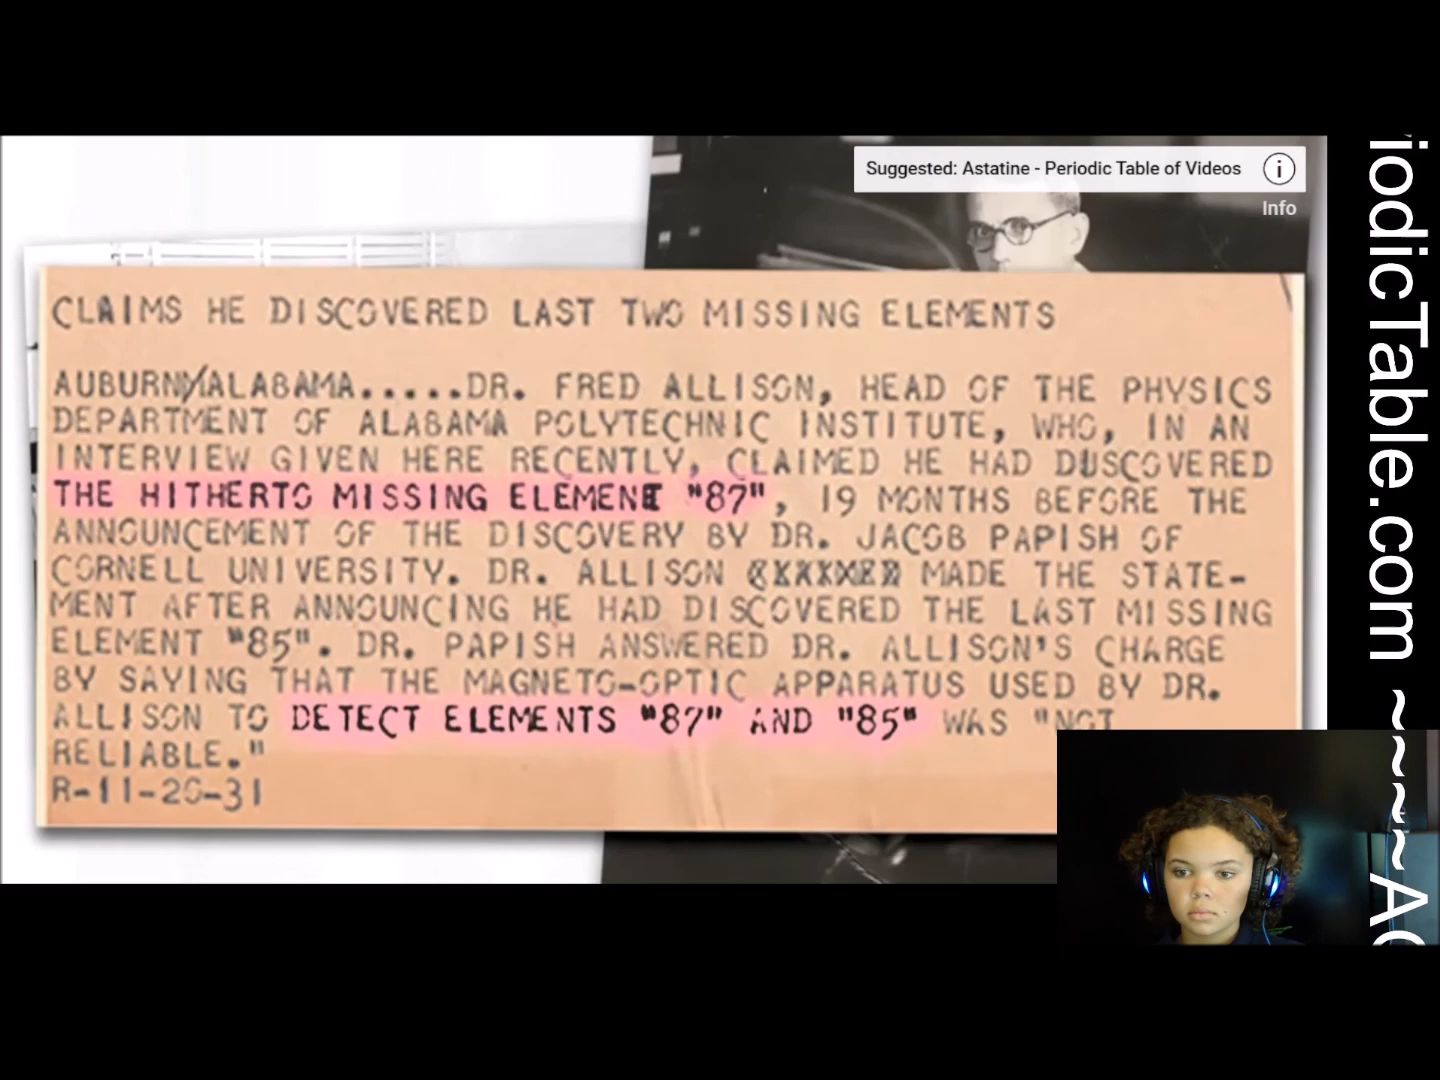 Suggested: Astatine - Periodic Table of Videos
Info
CLAIMS HE DISCOVERED LAST TWO MISSING ELEMENTS
AUBURN/ALABAMA.....DR. FRED ALLISON, HEAD OF THE PHYSICS
DEPARTMENT OF ALABAMA POLYTECHNIC INSTITUTE, WHO, IN AN
INTERVIEW GIVEN HERE RECENTLY, CLAIMED HE HAD DUSCOVERED
THE HITHERTO MISSING ELEMENT "87", 19 MONTHS BEFORE THE
ANNOUNCEMENT OF THE DISCOVERY BY DR. JACOB PAPISH OF
CORNELL UNIVERSITY. DR. ALLISON MADE THE STATE-
MENT AFTER ANNOUNCING HE HAD DISCOVERED THE LAST MISSING
ELEMENT "85". DR. PAPISH ANSWERED DR. ALLISON'S CHARGE
BY SAYING THAT THE MAGNETO-OPTIC APPARATUS USED BY DR.
ALLISON TO DETECT ELEMENTS "87" AND "85" WAS "NOT
RELIABLE."
R-11-20-31
iodicTable.com ~~~~~AC